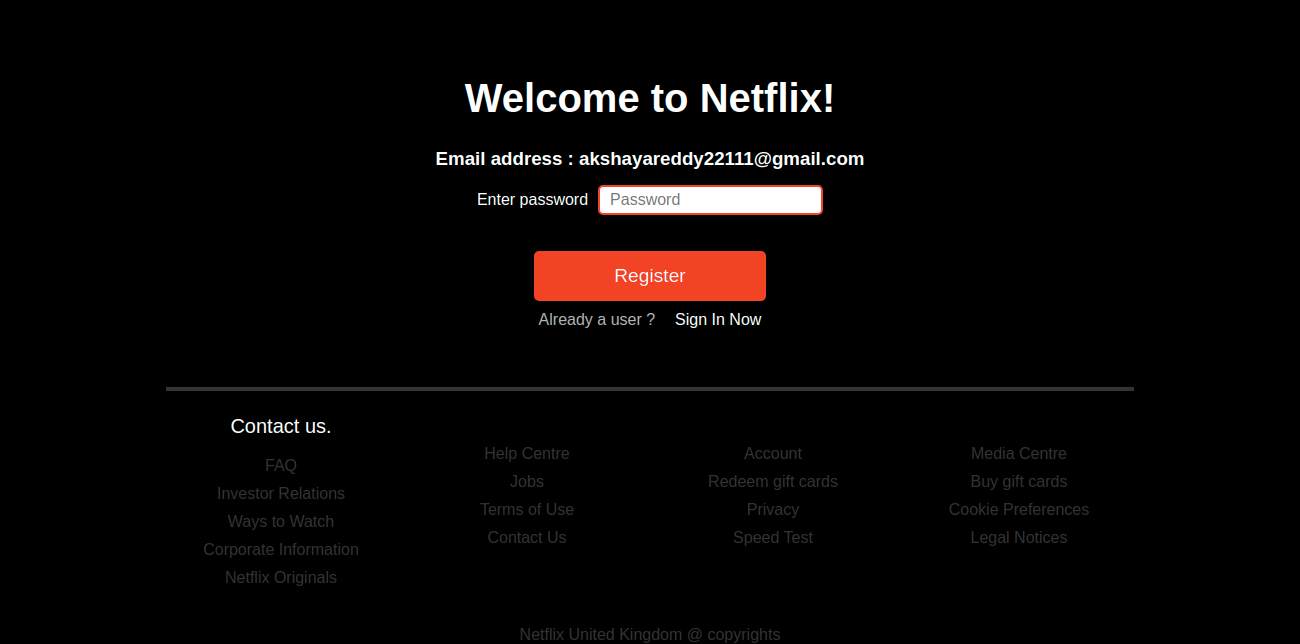 Welcome to Netflix!
Email address : akshayareddy22111@gmail.com
Enter password Password
Register
Already a user ? Sign In Now
Contact us.
FAQ
Investor Relations
Ways to Watch
Corporate Information
Netflix Originals
Help Centre
Jobs
Terms of Use
Contact Us
Account
Redeem gift cards
Privacy
Speed Test
Media Centre
Buy gift cards
Cookie Preferences
Legal Notices
Netflix United Kingdom @ copyrights